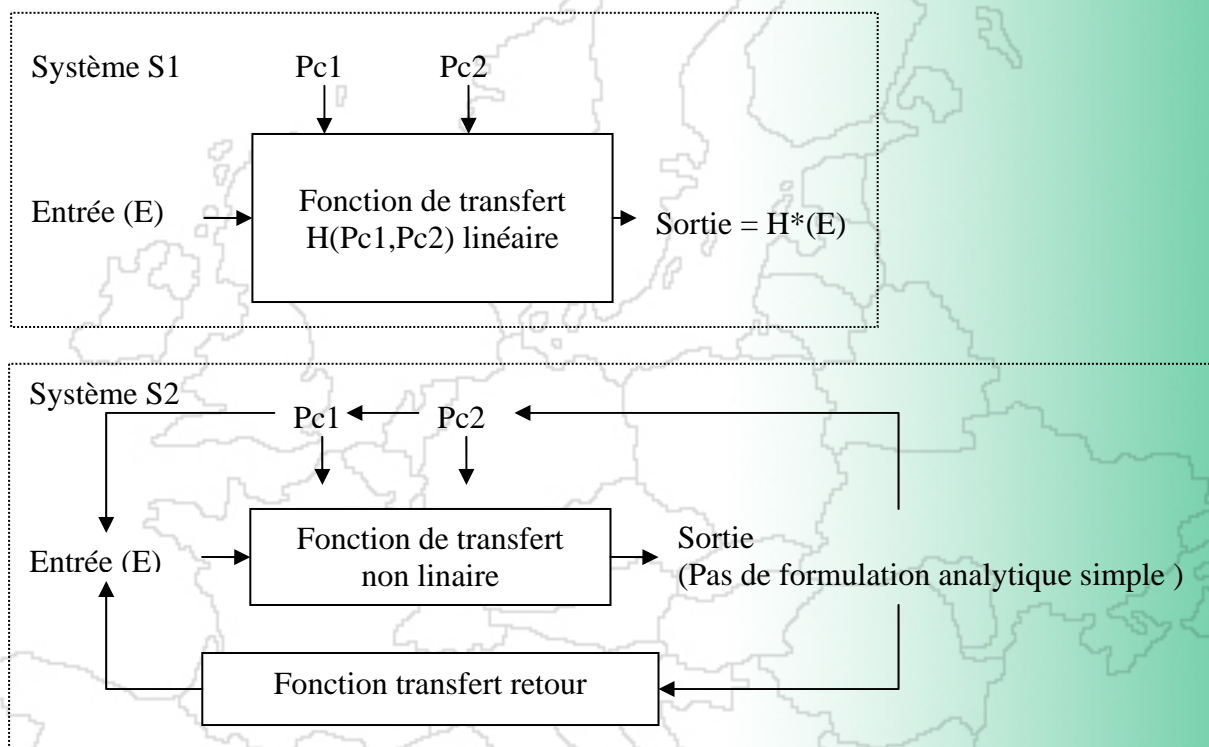 Système S1
Pc1
Pc2
Entrée (E)
Fonction de transfert
H(Pc1,Pc2) linéaire
Sortie = H*(E)
Système S2
Pc1
Pc2
Entrée (E)
Fonction de transfert
non linaire
Sortie
(Pas de formulation analytique simple )
Fonction transfert retour